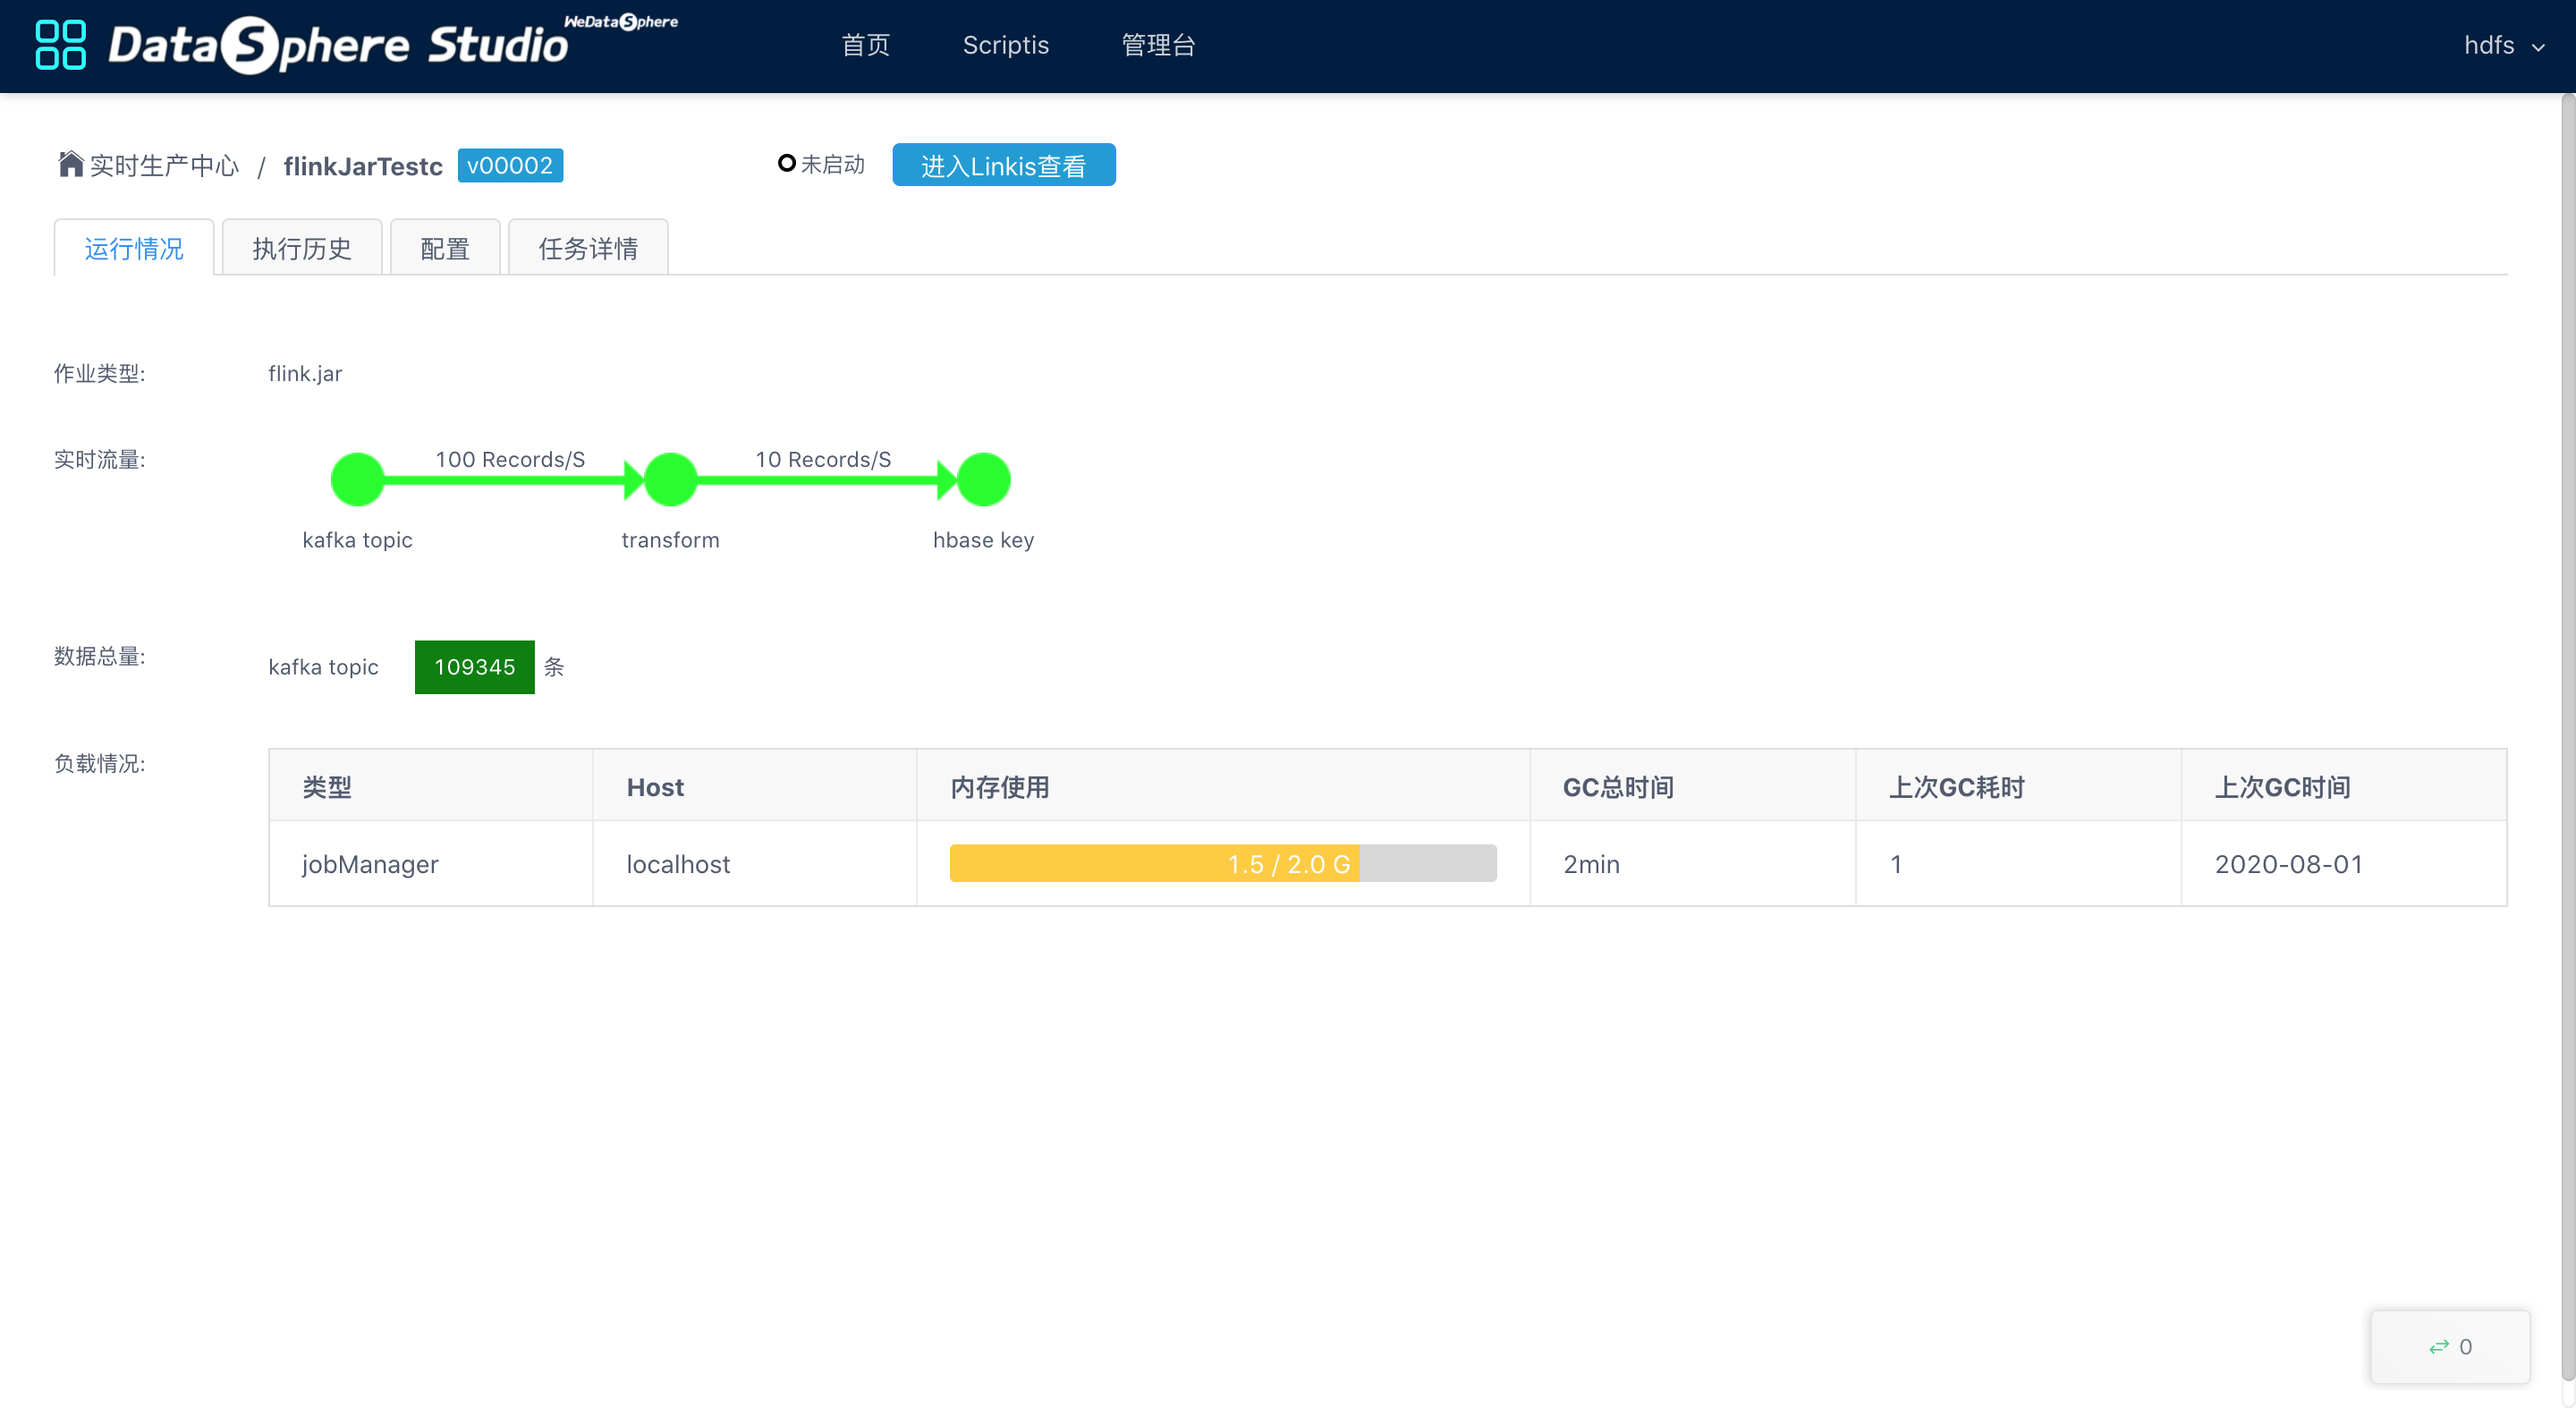 DataSphere Studio WeDataSphere
首页 Scriptis 管理台 hdfs
实时生产中心 / flinkJarTestc v00002 未启动 进入Linkis查看
运行情况 执行历史 配置 任务详情
作业类型: flink.jar
实时流量: 100 Records/S 10 Records/S
kafka topic transform hbase key
数据总量: kafka topic 109345 条
负载情况:
类型 Host 内存使用 GC总时间 上次GC耗时 上次GC时间
jobManager localhost 1.5 / 2.0 G 2min 1 2020-08-01
0